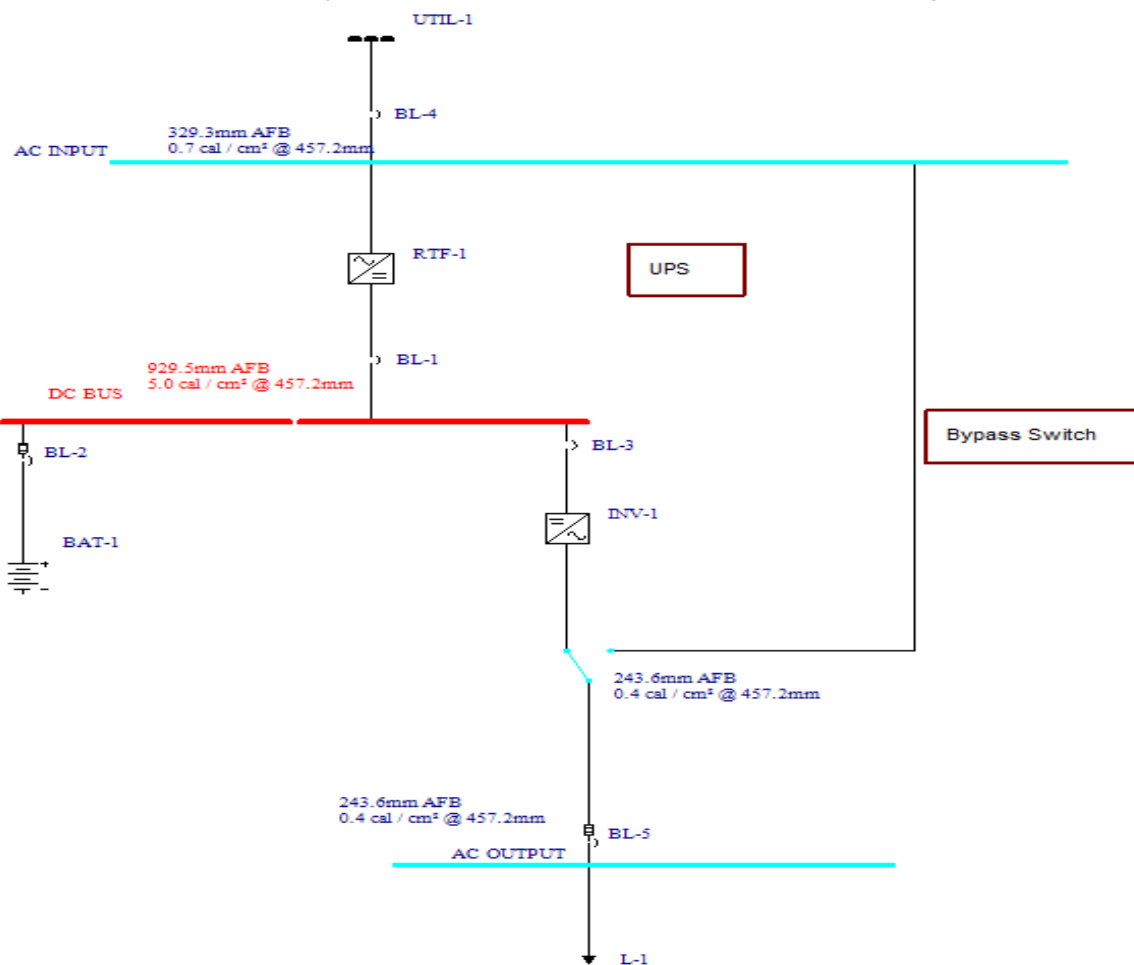 UTIL-1
BL-4
329.3mm AFB
0.7 cal / cm² @ 457.2mm
AC INPUT
RTF-1
UPS
BL-1
929.5mm AFB
5.0 cal / cm² @ 457.2mm
DC BUS
BL-2
BL-3
Bypass Switch
INV-1
BAT-1
243.6mm AFB
0.4 cal / cm² @ 457.2mm
243.6mm AFB
0.4 cal / cm² @ 457.2mm
BL-5
AC OUTPUT
L-1